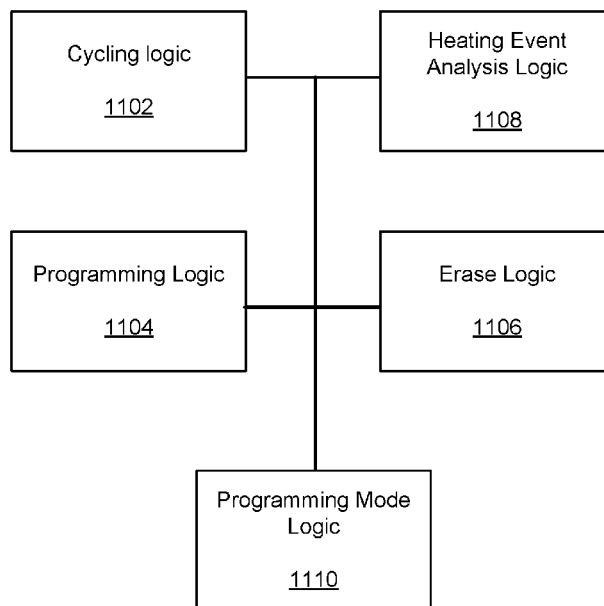 Cycling logic
1102
Heating Event
Analysis Logic
1108
Programming Logic
1104
Erase Logic
1106
Programming Mode
Logic
1110